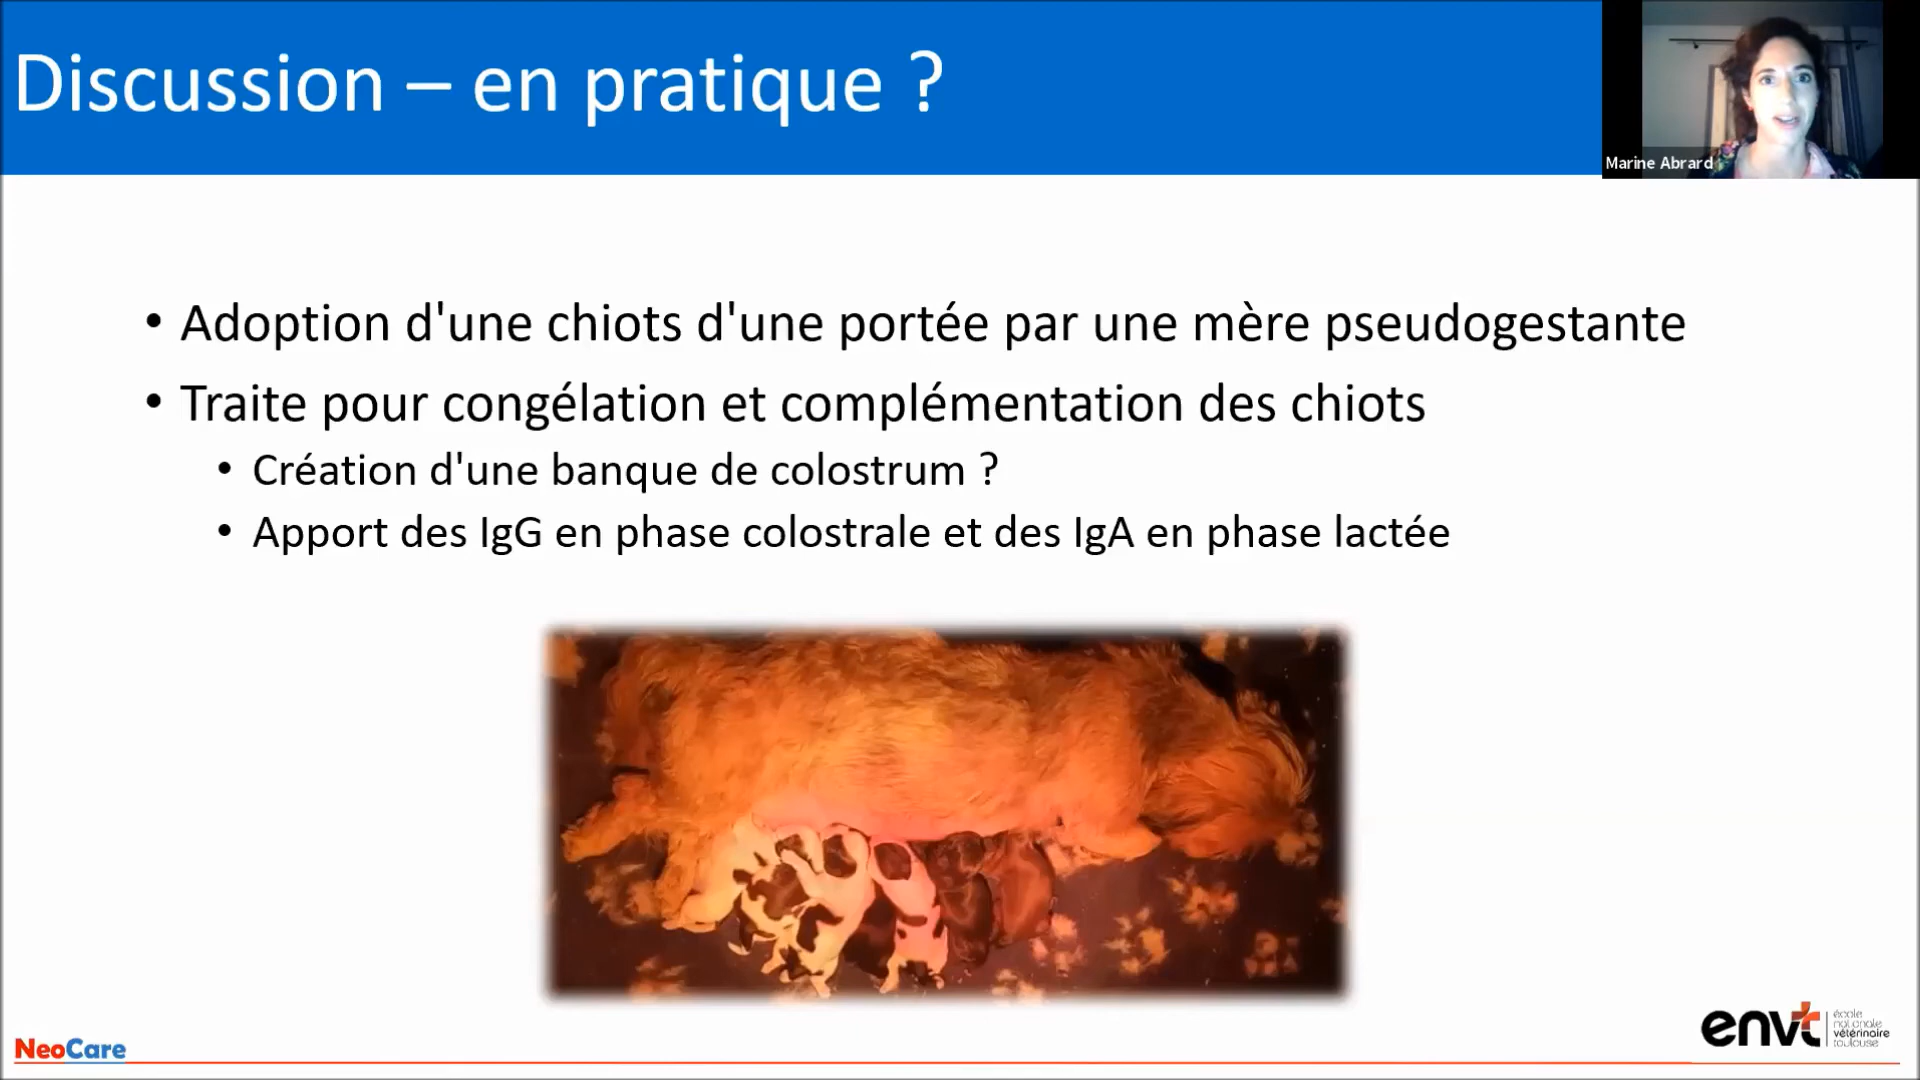 Discussion – en pratique ?
Marine Abrard
• Adoption d'une chiots d'une portée par une mère pseudogestante
• Traite pour congélation et complémentation des chiots
• Création d'une banque de colostrum ?
• Apport des IgG en phase colostrale et des IgA en phase lactée
NeoCare
envt
école
nationale
vétérinaire
toulouse